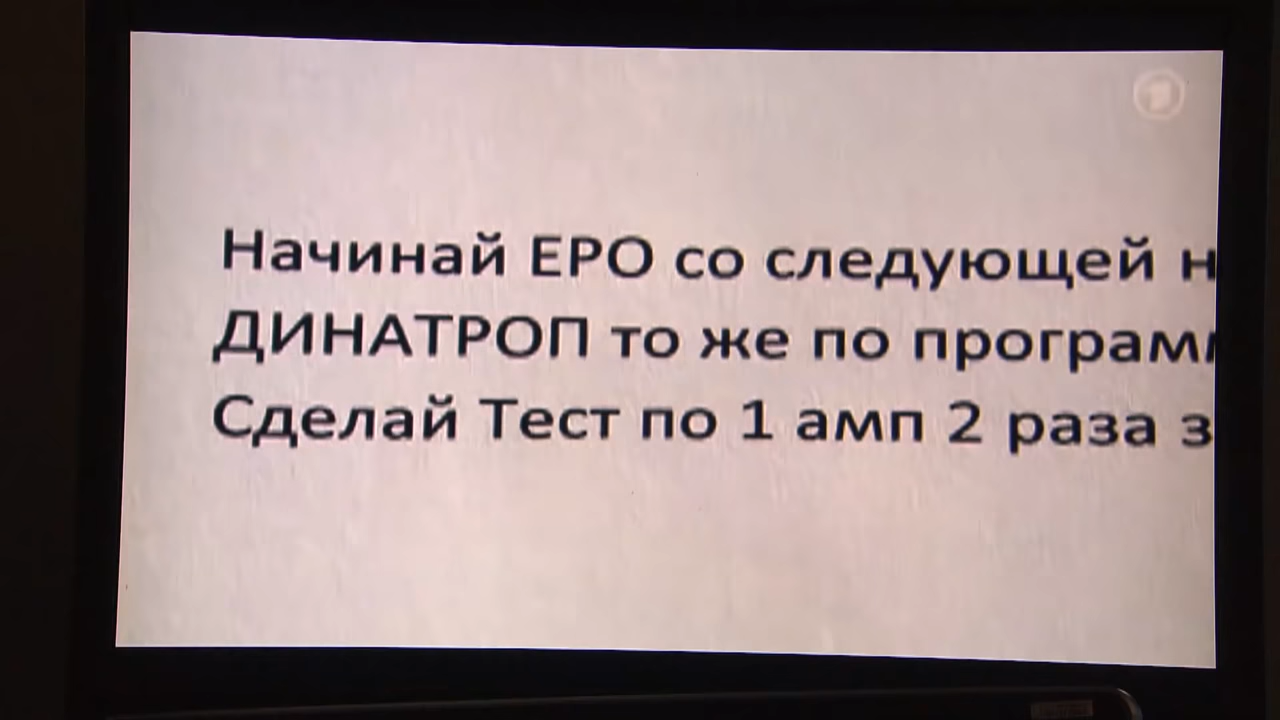 Начинай ЕРО со следующей н
ДИНАТРОП то же по програм
Сделай Тест по 1 амп 2 раза з